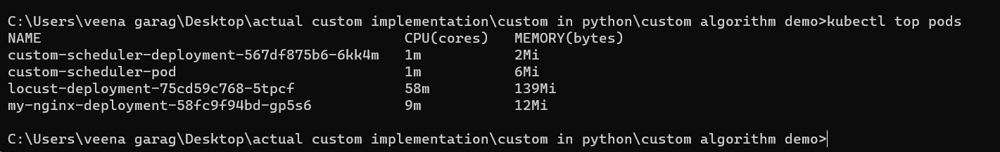 C:\Users\veena garag\Desktop\actual custom implementation\custom in python\custom algorithm demo>kubectl top pods
NAME CPU(cores) MEMORY(bytes)
custom-scheduler-deployment-567df875b6-6kk4m 1m 2Mi
custom-scheduler-pod 1m 6Mi
locust-deployment-75cd59c768-5tpcf 58m 139Mi
my-nginx-deployment-58fc9f94bd-gp5s6 9m 12Mi
C:\Users\veena garag\Desktop\actual custom implementation\custom in python\custom algorithm demo>